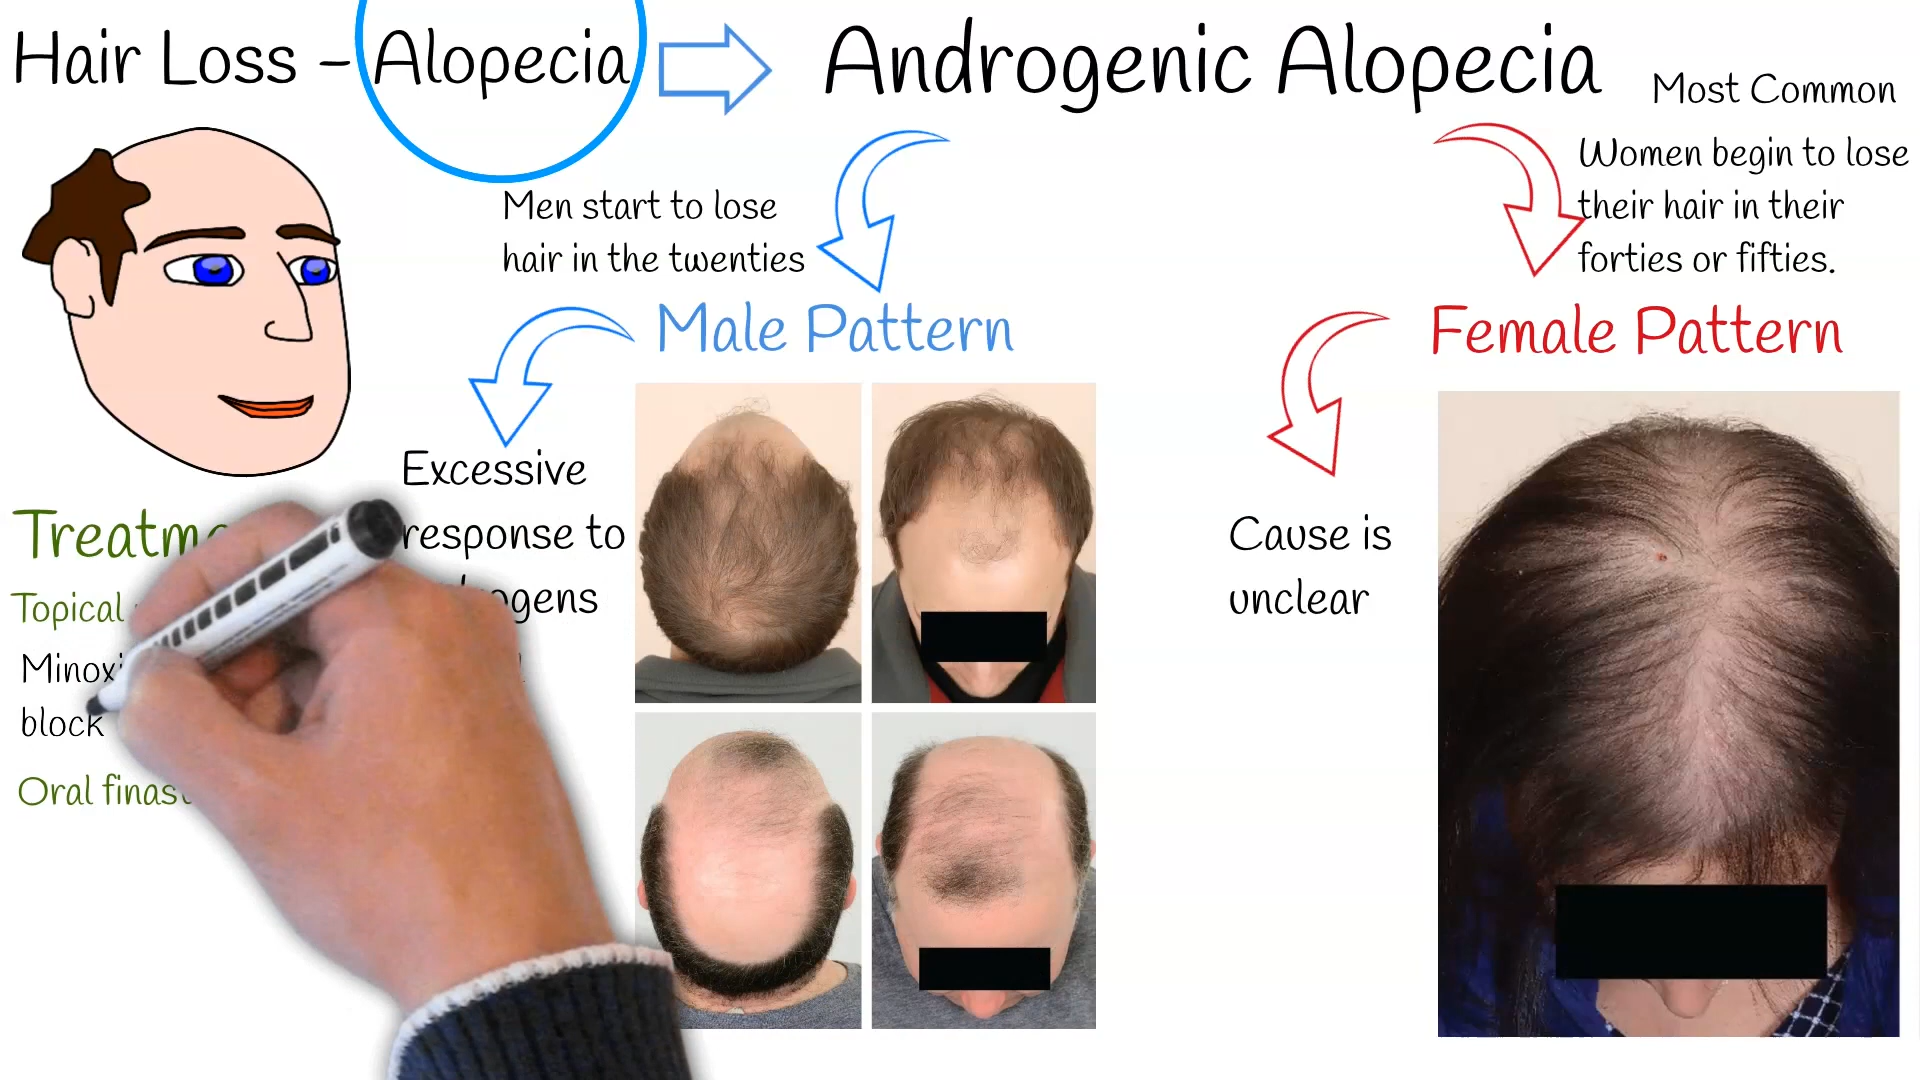 Hair Loss – Alopecia
Androgenic Alopecia
Most Common
Men start to lose
hair in the twenties
Women begin to lose
their hair in their
forties or fifties.
Male Pattern
Female Pattern
Excessive
response to
Cause is
unclear
Topical
block
Oral